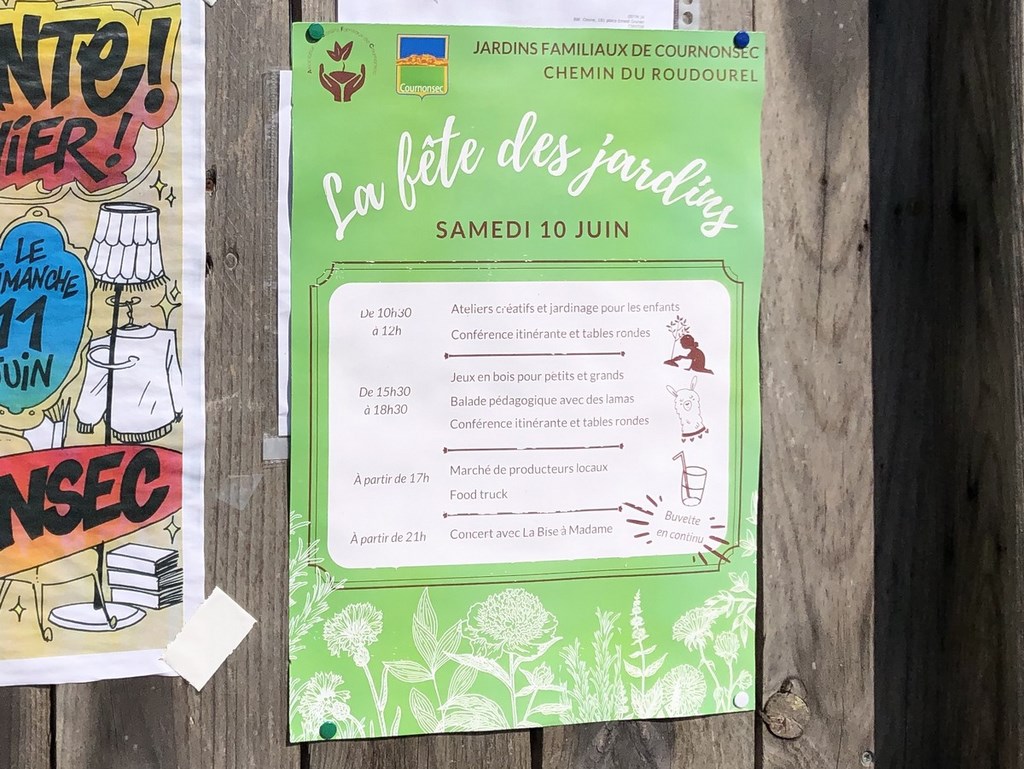 NTE!
IER!
LE
IMANCHE
11
JUIN
NSEC
Cournonsec
JARDINS FAMILIAUX DE COURNONSEC
CHEMIN DU ROUDOUREL
La fête des jardins
SAMEDI 10 JUIN
De 10h30
à 12h
Ateliers créatifs et jardinage pour les enfants
Conférence itinérante et tables rondes
De 15h30
à 18h30
Jeux en bois pour petits et grands
Balade pédagogique avec des lamas
Conférence itinérante et tables rondes
À partir de 17h
Marché de producteurs locaux
Food truck
À partir de 21h
Concert avec La Bise à Madame
Buvette
en continu